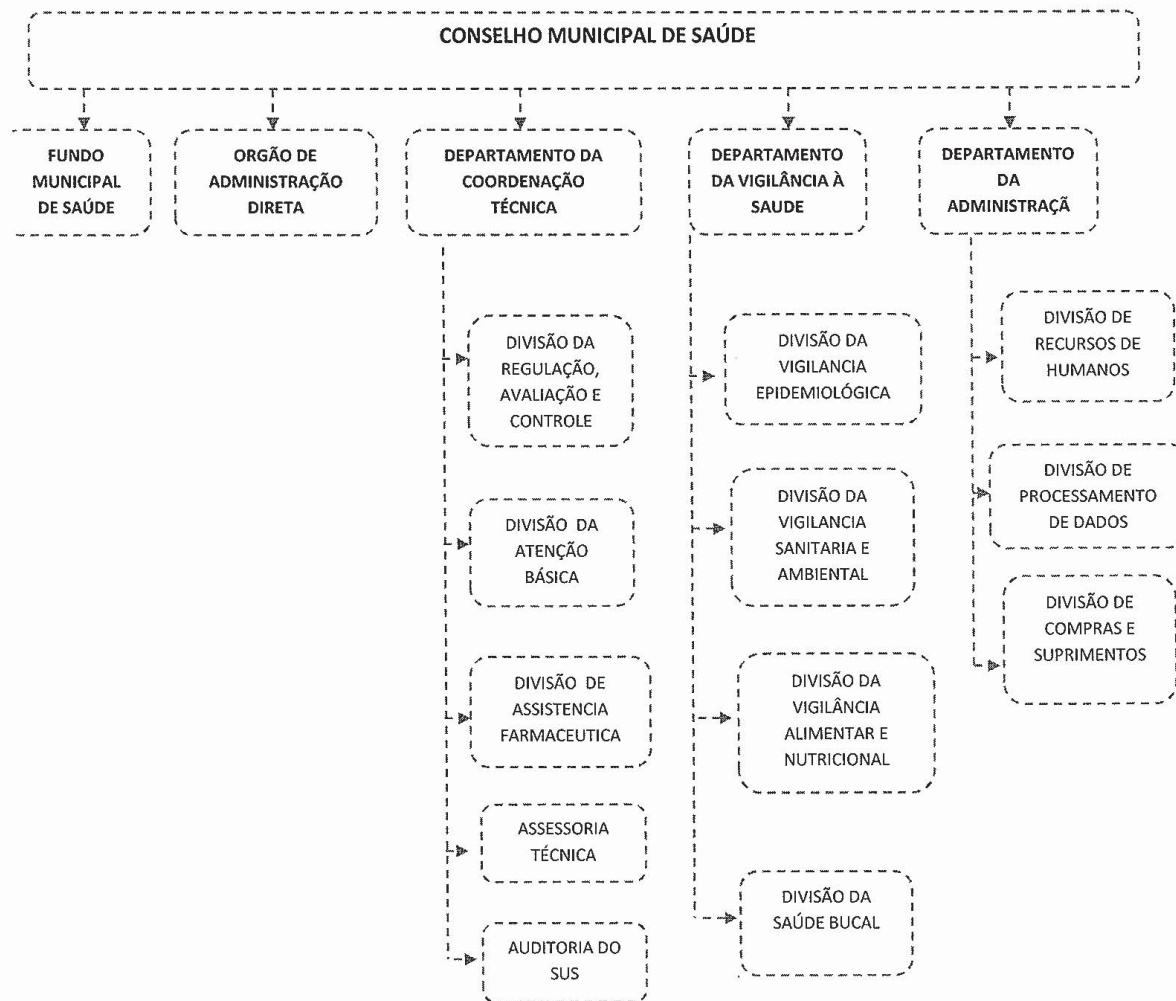 CONSELHO MUNICIPAL DE SAÚDE
FUNDO
MUNICIPAL
DE SAÚDE
ORGÃO DE
ADMINISTRAÇÃO
DIRETA
DEPARTAMENTO DA
COORDENAÇÃO
TÉCNICA
DEPARTAMENTO
DA VIGILÂNCIA À
SAUDE
DEPARTAMENTO
DA
ADMINISTRAÇÃ
DIVISÃO DA
REGULAÇÃO,
AVALIAÇÃO E
CONTROLE
DIVISÃO DA
ATENÇÃO
BÁSICA
DIVISÃO DE
ASSISTENCIA
FARMACEUTICA
ASSESSORIA
TÉCNICA
AUDITORIA DO
SUS
DIVISÃO DA
VIGILANCIA
EPIDEMIOLÓGICA
DIVISÃO DA
VIGILANCIA
SANITARIA E
AMBIENTAL
DIVISÃO DA
VIGILÂNCIA
ALIMENTAR E
NUTRICIONAL
DIVISÃO DA
SAÚDE BUCAL
DIVISÃO DE
RECURSOS DE
HUMANOS
DIVISÃO DE
PROCESSAMENTO
DE DADOS
DIVISÃO DE
COMPRAS E
SUPRIMENTOS